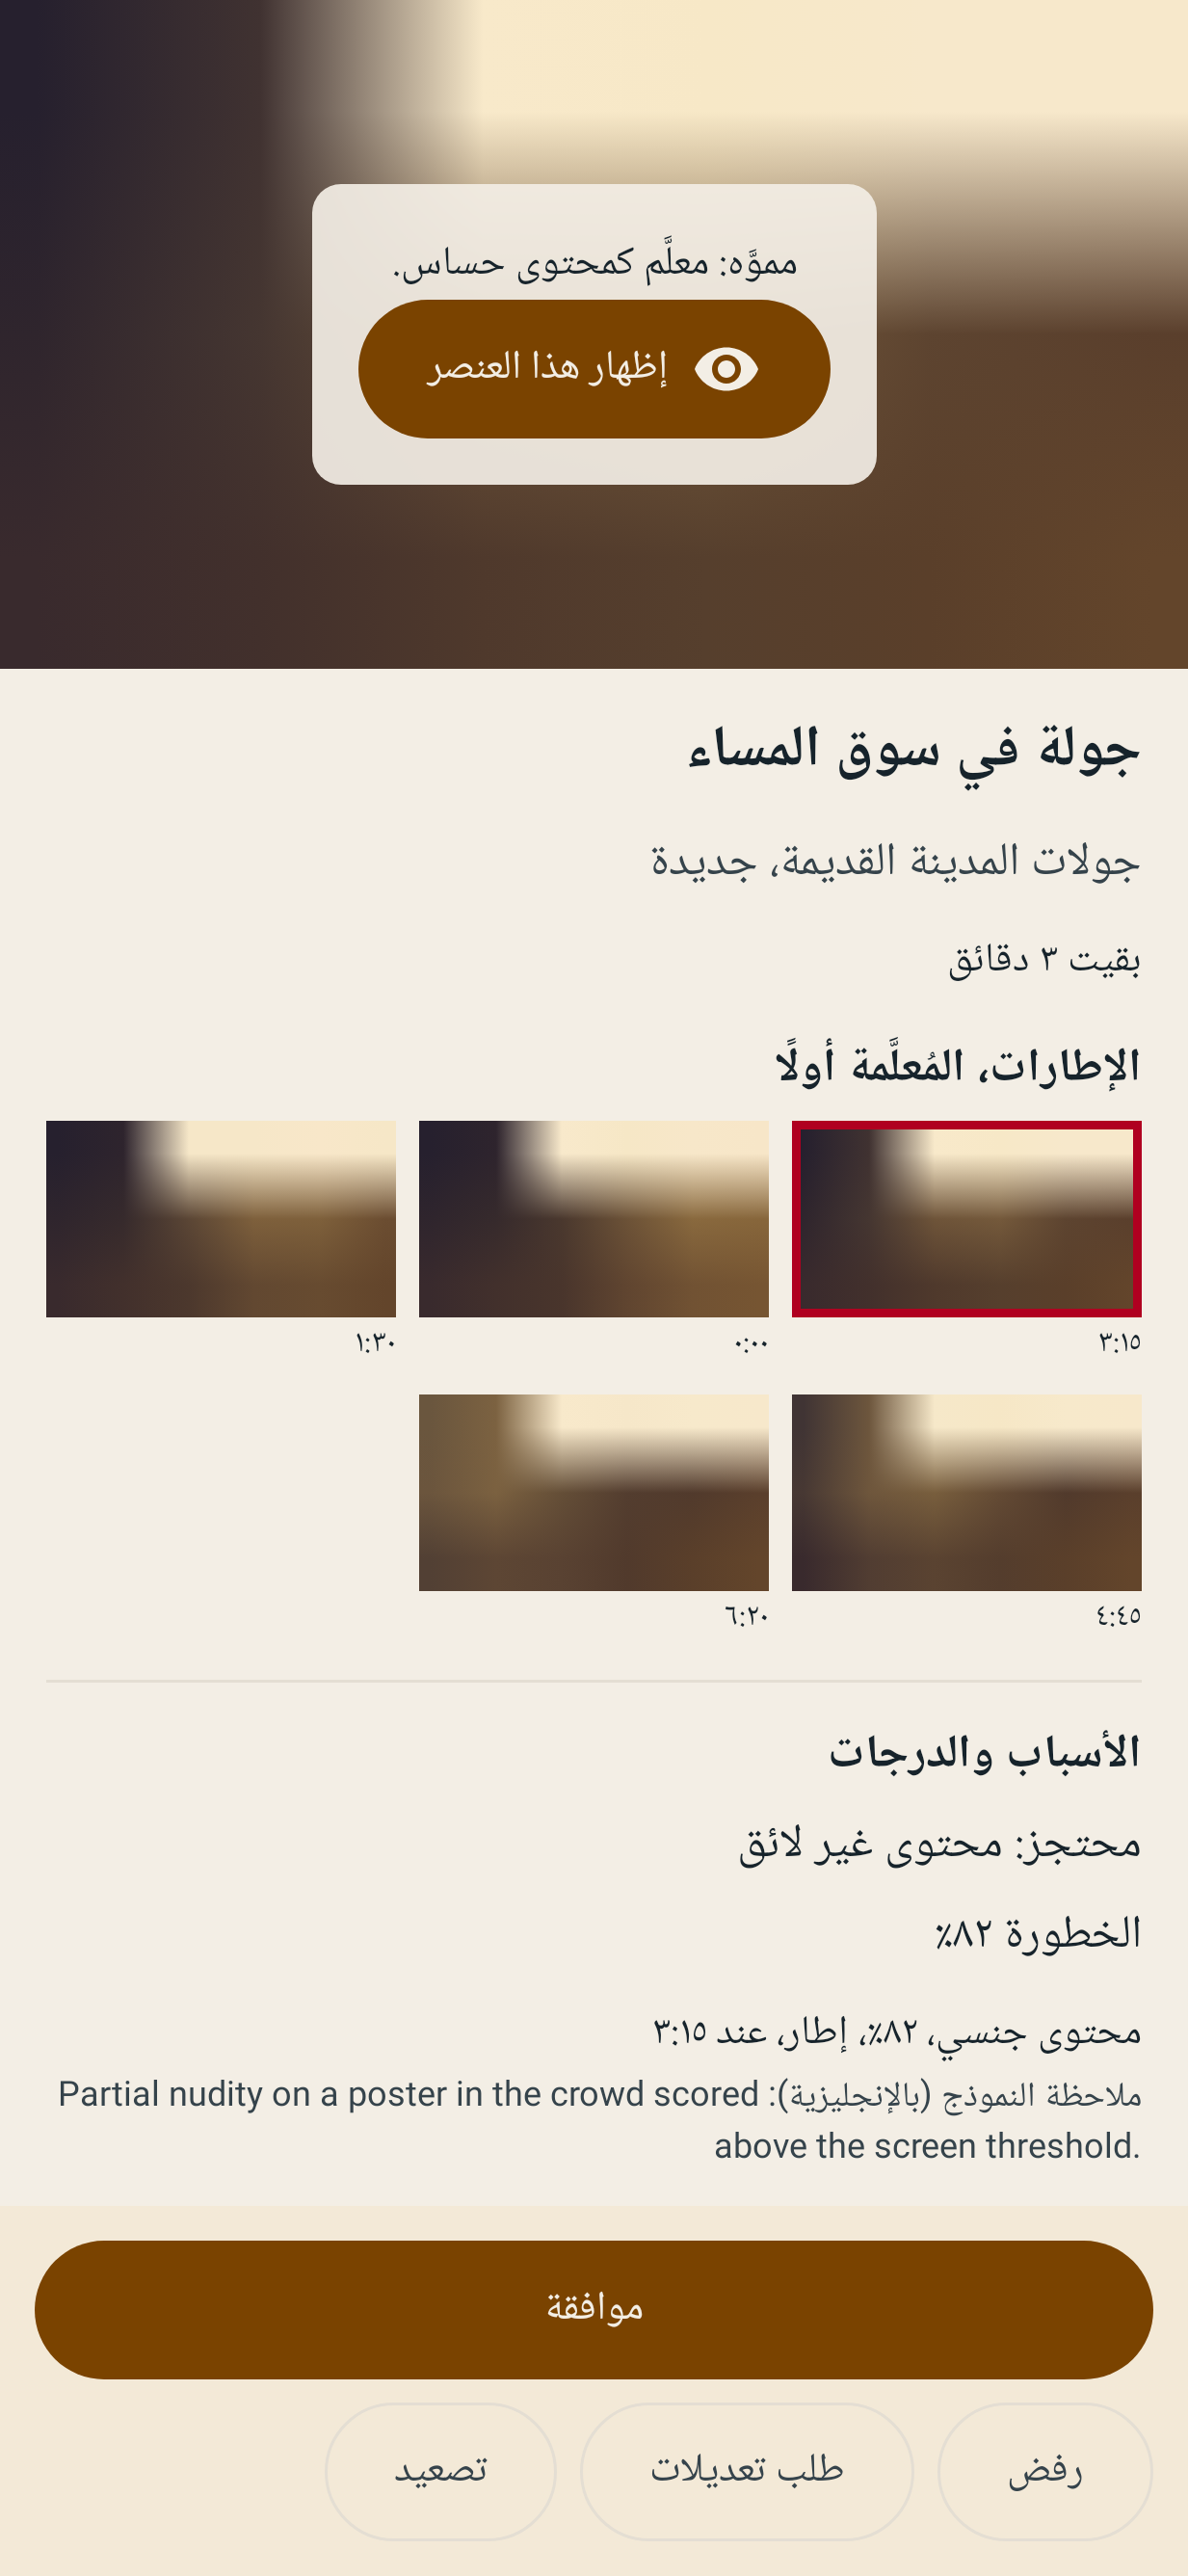 مموَّه: معلَّم كمحتوى حساس.
إظهار هذا العنصر
جولة في سوق المساء
جولات المدينة القديمة، جديدة
بقيت ٣ دقائق
الإطارات، المُعلَّمة أولًا
٣:١٥
٠:٠٠
١:٣٠
٤:٤٥
٦:٢٠
الأسباب والدرجات
محتجز: محتوى غير لائق
الخطورة ٨٢٪
محتوى جنسي، ٨٢٪، إطار، عند ٣:١٥
ملاحظة النموذج (بالإنجليزية): Partial nudity on a poster in the crowd scored
above the screen threshold.
موافقة
رفض
طلب تعديلات
تصعيد